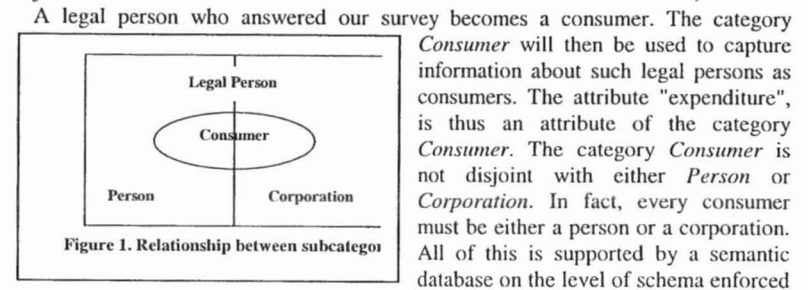 A legal person who answered our survey becomes a consumer. The category
Legal Person
Consumer
Person
Corporation
Figure 1. Relationship between
Consumer will then be used to capture
information about such legal persons as
consumers. The attribute "expenditure",
is thus an attribute of the category
Consumer. The category Consumer is
not disjoint with either Person or
Corporation. In fact, every consumer
must be either a person or a corporation.
All of this is supported by a semantic
database on the level of schema enforced